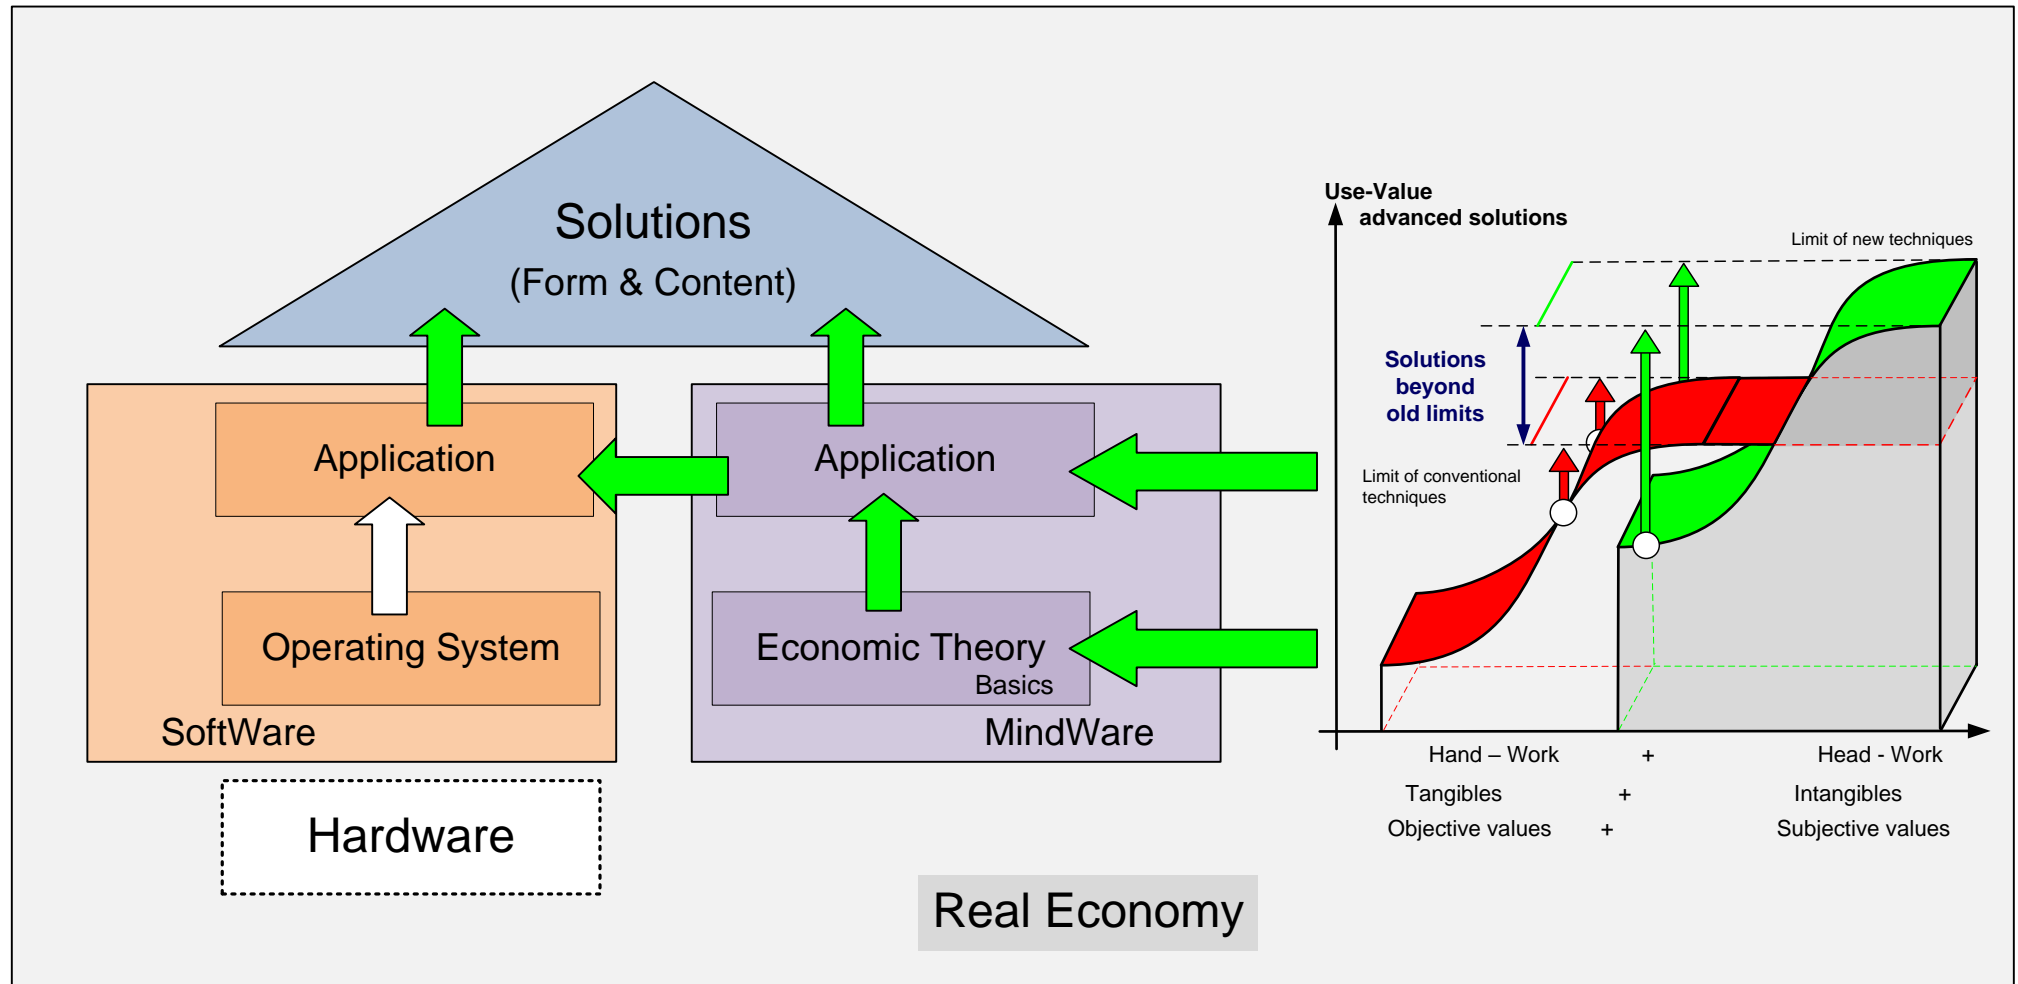 Solutions
(Form & Content)
Application
Operating System
SoftWare
Hardware
Application
Economic Theory
Basics
MindWare
Real Economy
Use-Value
advanced solutions
Limit of new techniques
Solutions
beyond
old limits
Limit of conventional
techniques
Hand – Work + Head - Work
Tangibles + Intangibles
Objective values + Subjective values